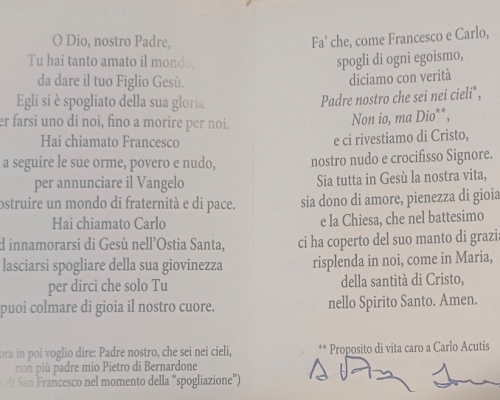 O Dio, nostro Padre,
Tu hai tanto amato il mondo,
da dare il tuo Figlio Gesù.
Egli si è spogliato della sua gloria
er farsi uno di noi, fino a morire per noi.
Hai chiamato Francesco
a seguire le sue orme, povero e nudo,
per annunciare il Vangelo
ostruire un mondo di fraternità e di pace.
Hai chiamato Carlo
d innamorarsi di Gesù nell'Ostia Santa,
lasciarsi spogliare della sua giovinezza
per dirci che solo Tu
puoi colmare di gioia il nostro cuore.
ora in poi voglio dire: Padre nostro, che sei nei cieli,
non più padre mio Pietro di Bernardone
di San Francesco nel momento della “spogliazione”)
Fa' che, come Francesco e Carlo,
spogli di ogni egoismo,
diciamo con verità
Padre nostro che sei nei cieli*,
Non io, ma Dio**,
e ci rivestiamo di Cristo,
nostro nudo e crocifisso Signore.
Sia tutta in Gesù la nostra vita,
sia dono di amore, pienezza di gioia
e la Chiesa, che nel battesimo
ci ha coperto del suo manto di grazia
risplenda in noi, come in Maria,
della santità di Cristo,
nello Spirito Santo. Amen.
** Proposito di vita caro a Carlo Acutis